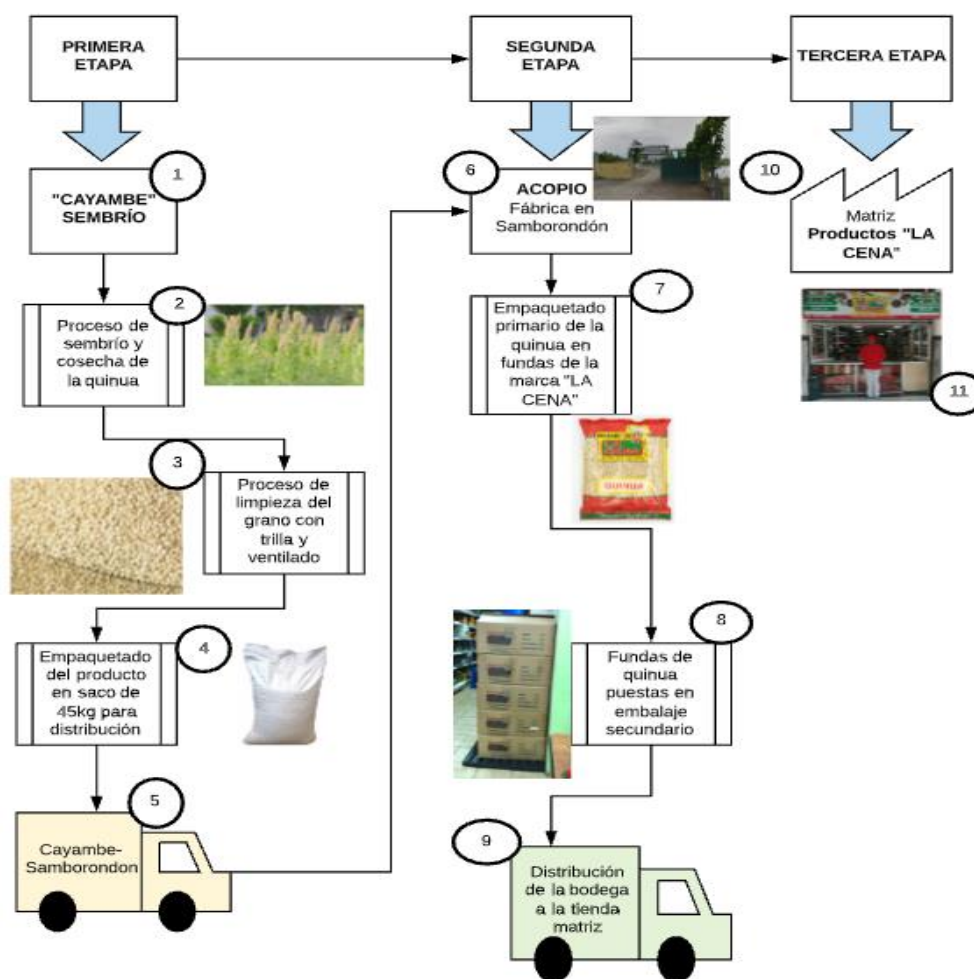 PRIMERA
ETAPA
SEGUNDA
ETAPA
TERCERA ETAPA
1
"CAYAMBE"
SEMBRÍO
2
Proceso de
sembrío y
cosecha de
la quinua
3
Proceso de
limpieza del
grano con
trilla y
ventilado
4
Empaquetado
del producto
en saco de
45kg para
distribución
5
Cayambe-
Samborondon
6
ACOPIO
Fábrica en
Samborondón
7
Empaquetado
primario de la
quinua en
fundas de la
marca "LA
CENA"
QUINUA
8
Fundas de
quinua
puestas en
embalaje
secundario
9
Distribución
de la bodega
a la tienda
matriz
10
Matriz
Productos "LA
CENA"
11